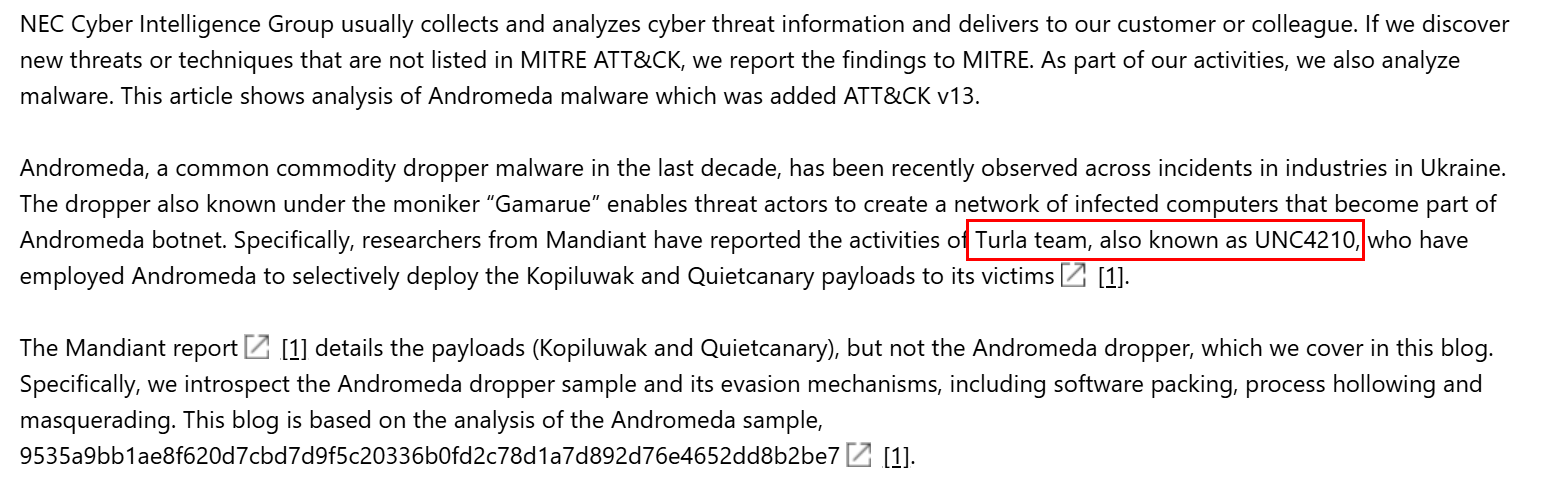 NEC Cyber Intelligence Group usually collects and analyzes cyber threat information and delivers to our customer or colleague. If we discover
new threats or techniques that are not listed in MITRE ATT&CK, we report the findings to MITRE. As part of our activities, we also analyze
malware. This article shows analysis of Andromeda malware which was added ATT&CK v13.
Andromeda, a common commodity dropper malware in the last decade, has been recently observed across incidents in industries in Ukraine.
The dropper also known under the moniker “Gamarue” enables threat actors to create a network of infected computers that become part of
Andromeda botnet. Specifically, researchers from Mandiant have reported the activities of Turla team, also known as UNC4210, who have
employed Andromeda to selectively deploy the Kopiluwak and Quietcanary payloads to its victims [1].
The Mandiant report [1] details the payloads (Kopiluwak and Quietcanary), but not the Andromeda dropper, which we cover in this blog.
Specifically, we introspect the Andromeda dropper sample and its evasion mechanisms, including software packing, process hollowing and
masquerading. This blog is based on the analysis of the Andromeda sample,
9535a9bb1ae8f620d7cbd7d9f5c20336b0fd2c78d1a7d892d76e4652dd8b2be7 [1].